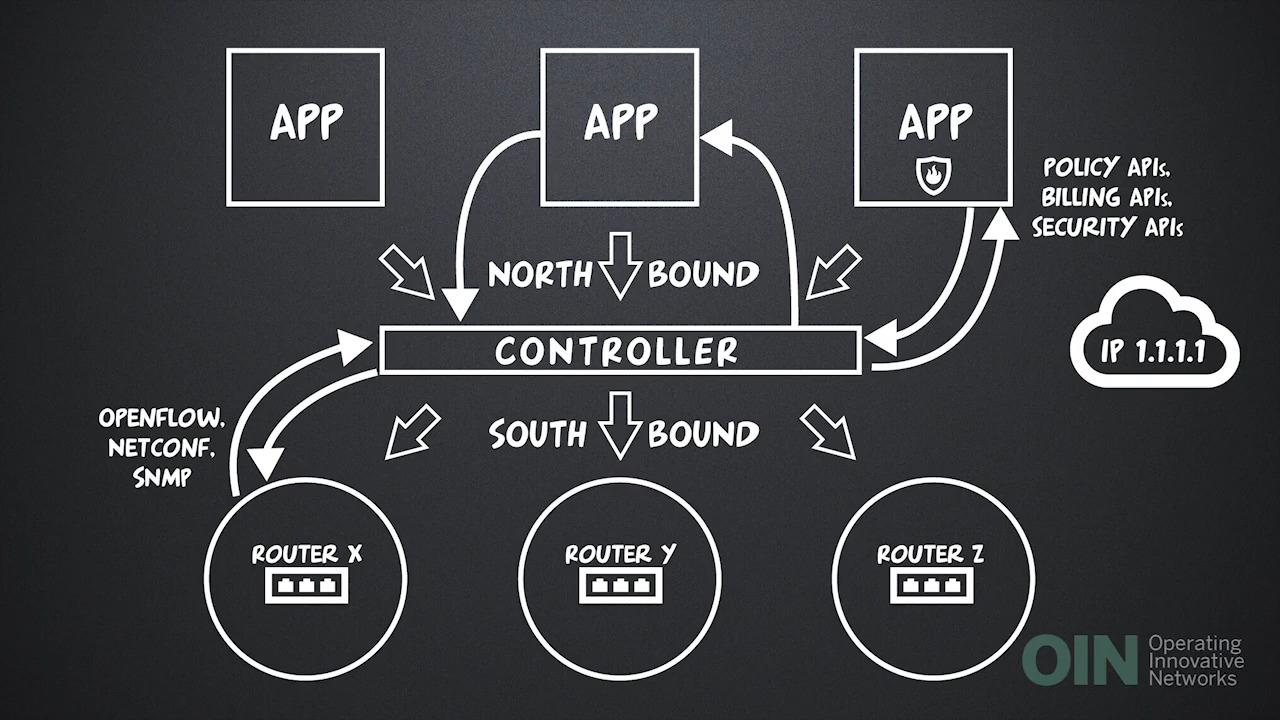 APP
APP
APP
POLICY APIs,
BILLING APIs,
SECURITY APIs
NORTH BOUND
IP 1.1.1.1
CONTROLLER
OPENFLOW,
NETCONF,
SNMP
SOUTH BOUND
ROUTER X
ROUTER Y
ROUTER Z
OIN
Operating
Innovative
Networks